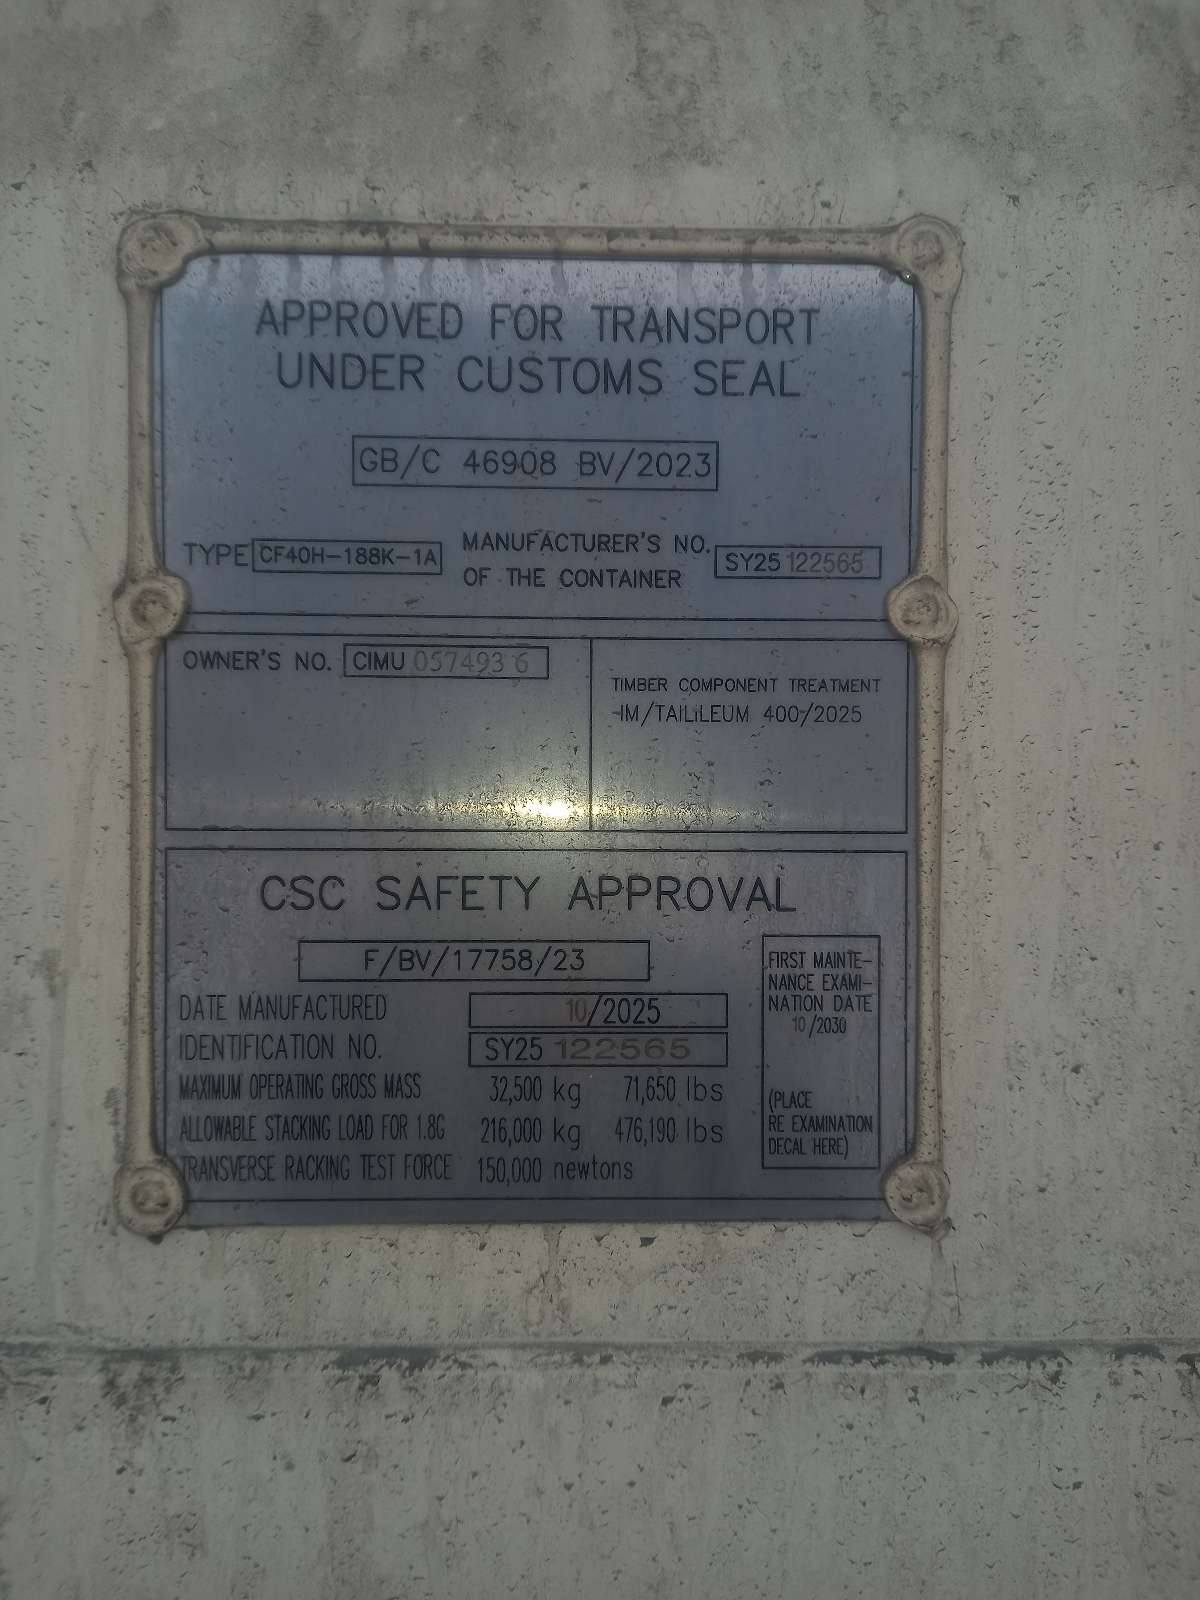 APPROVED FOR TRANSPORT
UNDER CUSTOMS SEAL
GB/C 46908 BV/2023
TYPE CF40H-188K-1A
MANUFACTURER'S NO.
OF THE CONTAINER
SY25 122565
OWNER'S NO. CIMU 057493 6
TIMBER COMPONENT TREATMENT
IM/TAILILEUM 400/2025
CSC SAFETY APPROVAL
F/BV/17758/23
DATE MANUFACTURED 10/2025
IDENTIFICATION NO. SY25 122565
MAXIMUM OPERATING GROSS MASS 32,500 kg 71,650 lbs
ALLOWABLE STACKING LOAD FOR 1.8G 216,000 kg 476,190 lbs
TRANSVERSE RACKING TEST FORCE 150,000 newtons
FIRST MAINTE-
NANCE EXAMI-
NATION DATE
10/2030
(PLACE
RE EXAMINATION
DECAL HERE)